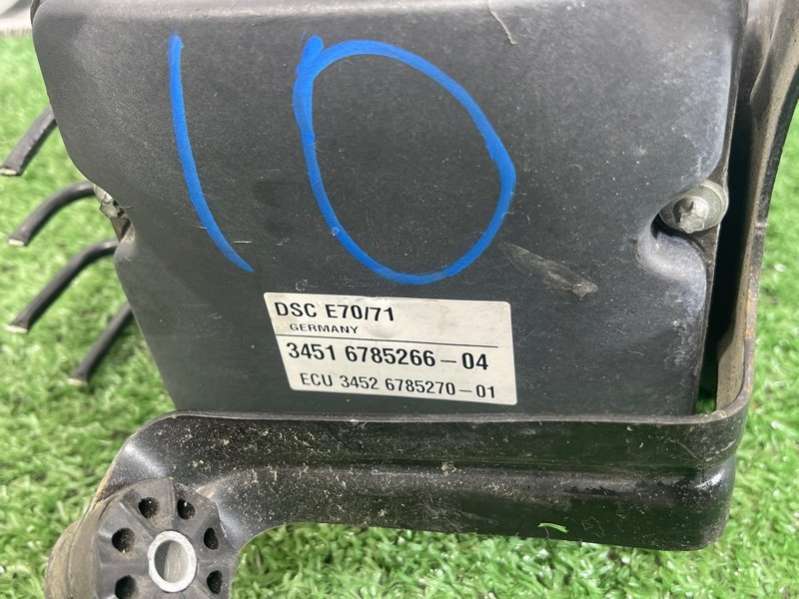 10
DSC E70/71
GERMANY
3451 6785266-04
ECU 3452 6785270-01